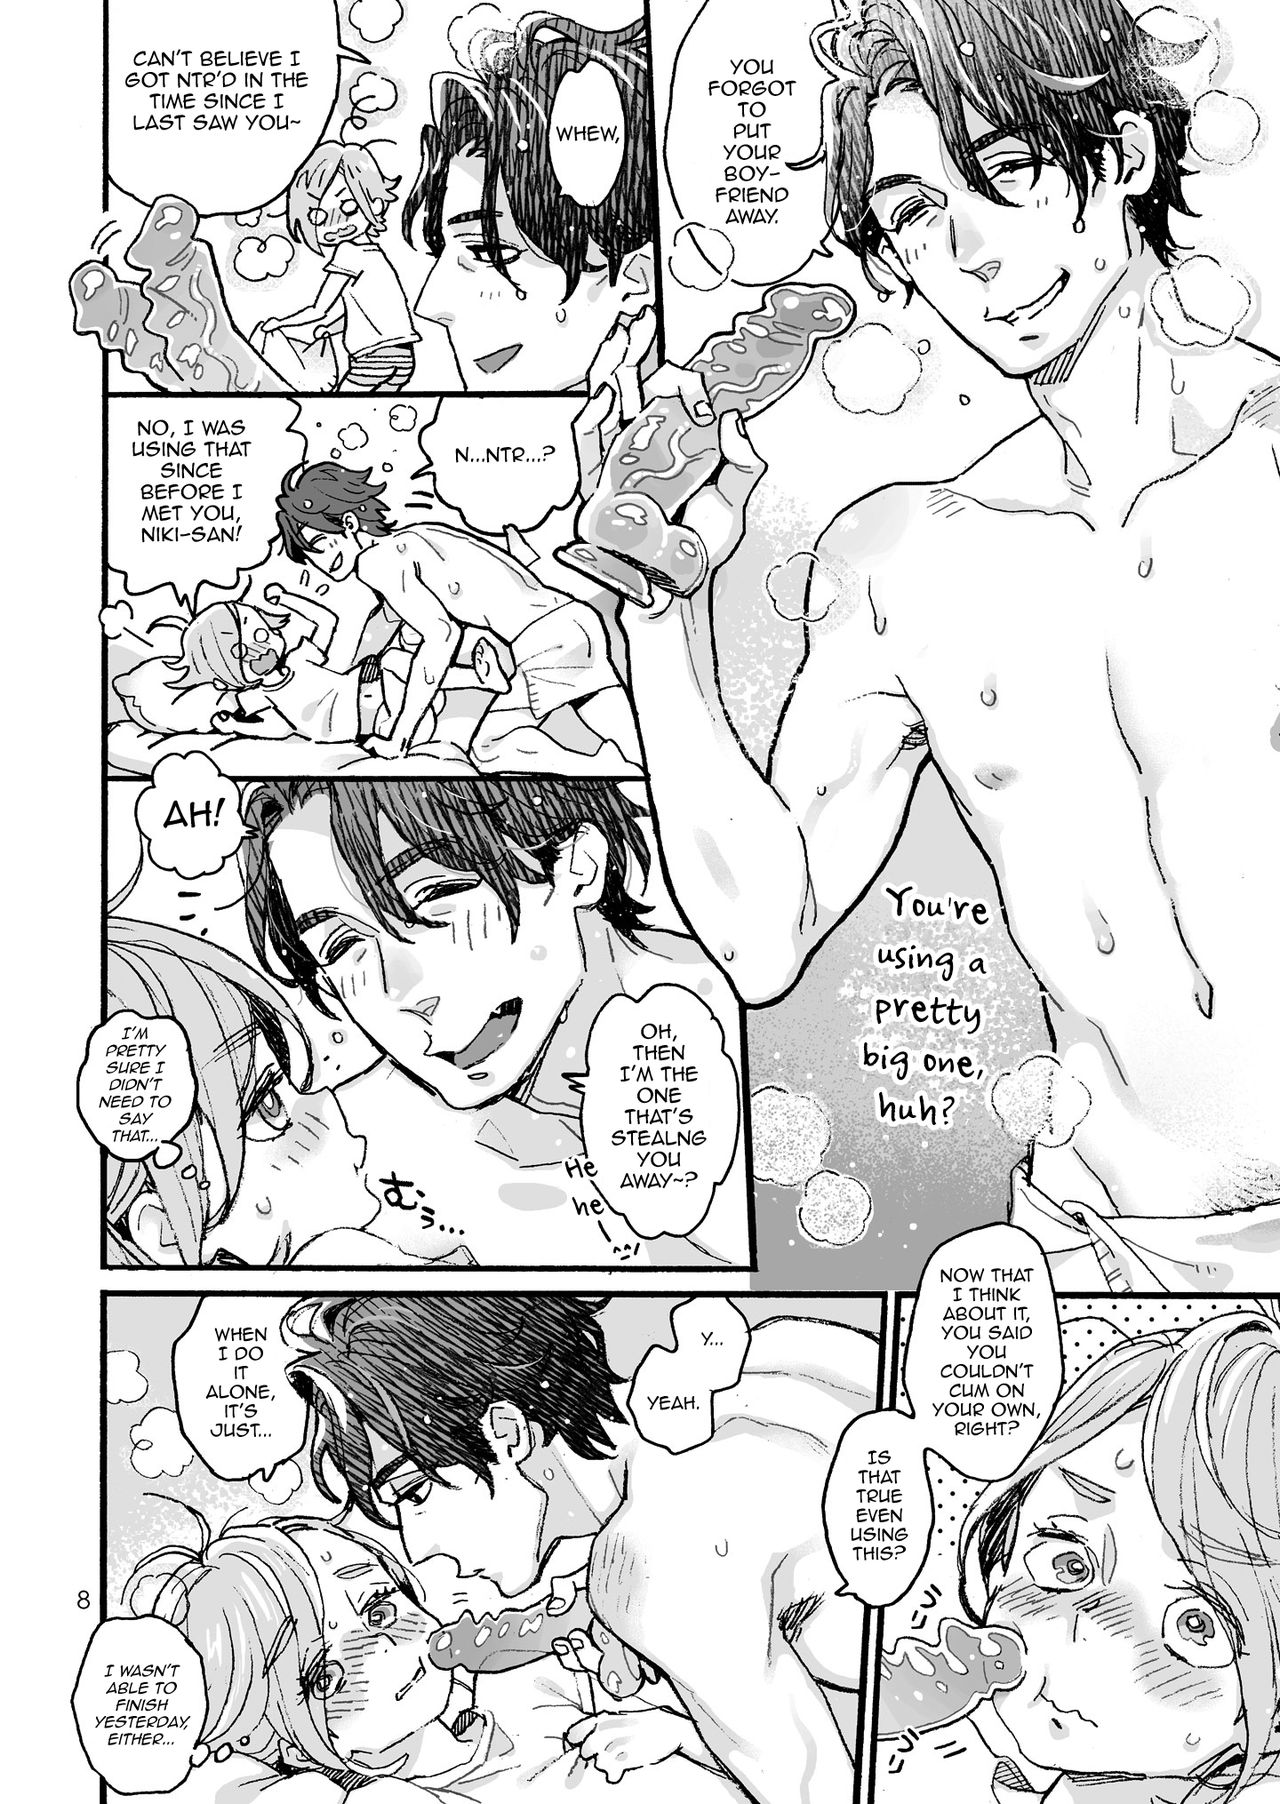 YOU
FORGOT
TO
PUT
YOUR
BOY-
FRIEND
AWAY.
You're
using a
pretty
big one,
huh?
WHEW,
CAN'T BELIEVE I
GOT NTR'D IN THE
TIME SINCE I
LAST SAW YOU~
N...NTR...?
NO, I WAS
USING THAT
SINCE
BEFORE I
MET YOU,
NIKI-SAN!
AH!
OH,
THEN
I'M THE
ONE
THAT'S
STEALNG
YOU
AWAY~?
He
he
I'M
PRETTY
SURE I
DIDN'T
NEED TO
SAY
THAT...
むぅ...
NOW THAT
I THINK
ABOUT IT,
YOU SAID
YOU
COULDN'T
CUM ON
YOUR OWN,
RIGHT?
IS
THAT
TRUE
EVEN
USING
THIS?
Y...
YEAH.
WHEN
I DO
IT
ALONE,
IT'S
JUST...
I WASN'T
ABLE TO
FINISH
YESTERDAY,
EITHER...
8